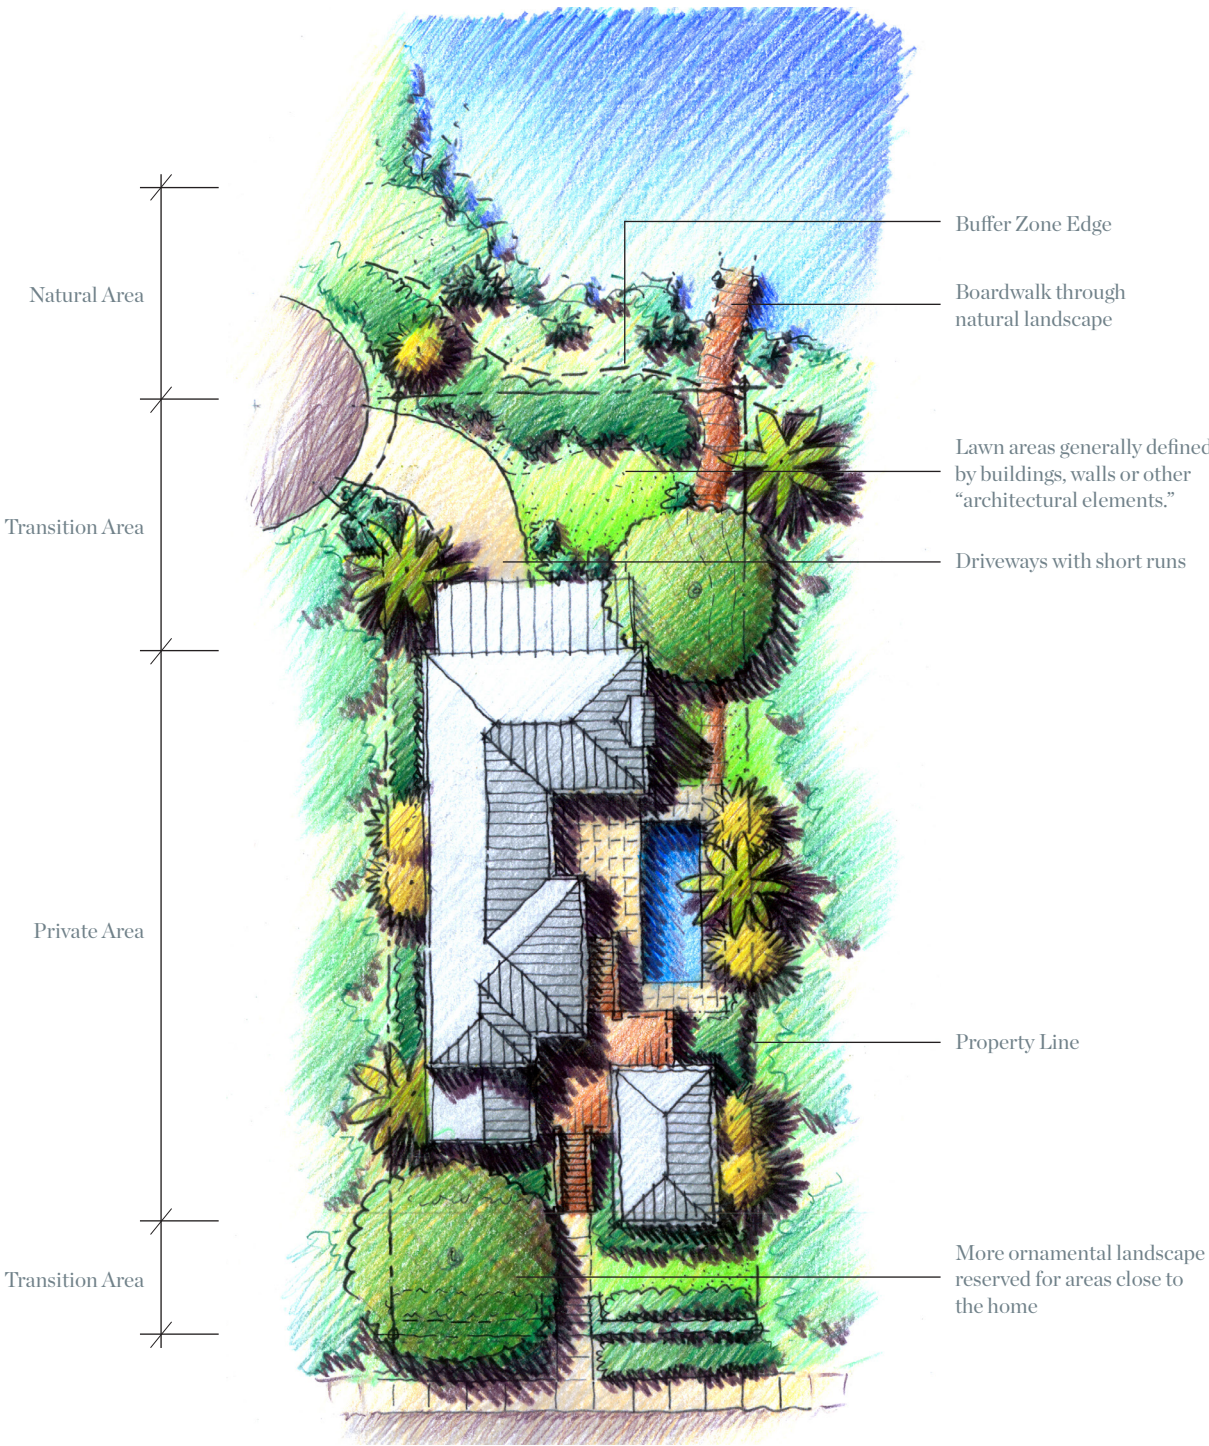 Buffer Zone Edge
Natural Area
Boardwalk through
natural landscape
Lawn areas generally defined
by buildings, walls or other
“architectural elements.”
Transition Area
Driveways with short runs
Private Area
Property Line
Transition Area
More ornamental landscape
reserved for areas close to
the home